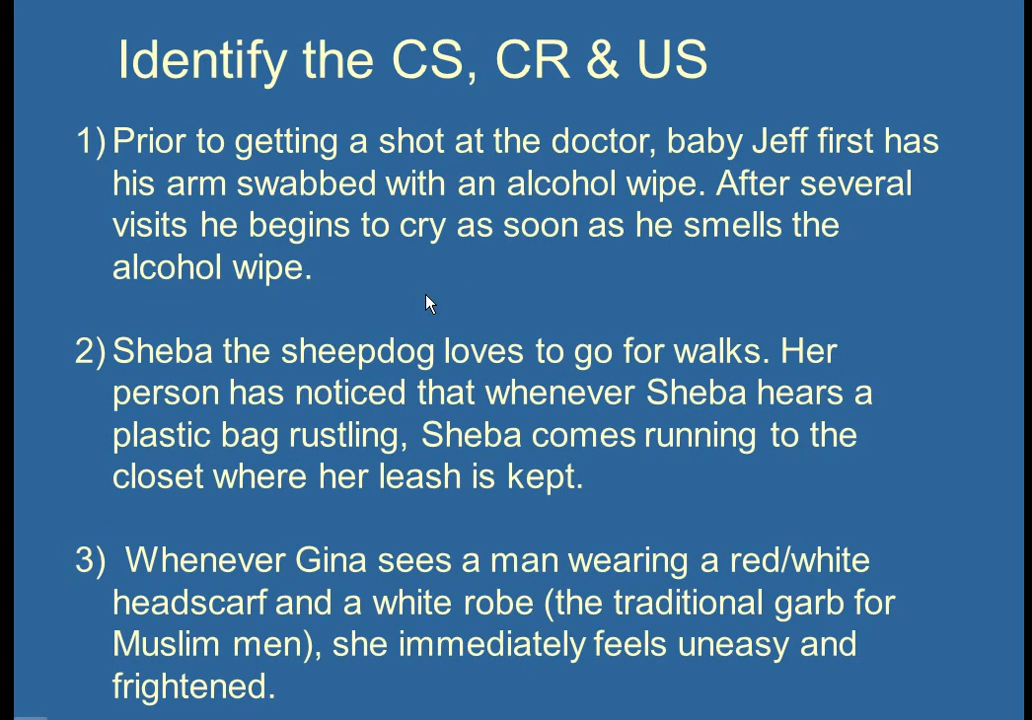 Identify the CS, CR & US
1) Prior to getting a shot at the doctor, baby Jeff first has
his arm swabbed with an alcohol wipe. After several
visits he begins to cry as soon as he smells the
alcohol wipe.
2) Sheba the sheepdog loves to go for walks. Her
person has noticed that whenever Sheba hears a
plastic bag rustling, Sheba comes running to the
closet where her leash is kept.
3) Whenever Gina sees a man wearing a red/white
headscarf and a white robe (the traditional garb for
Muslim men), she immediately feels uneasy and
frightened.